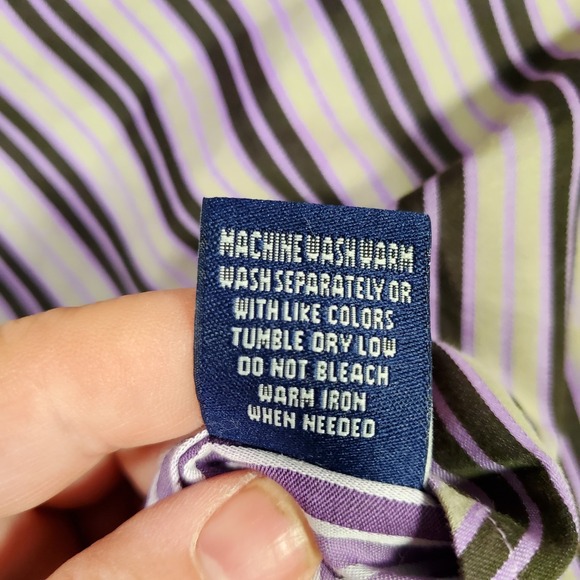 MACHINE WASH WARM
WASH SEPARATELY OR
WITH LIKE COLORS
TUMBLE DRY LOW
DO NOT BLEACH
WARM IRON
WHEN NEEDED